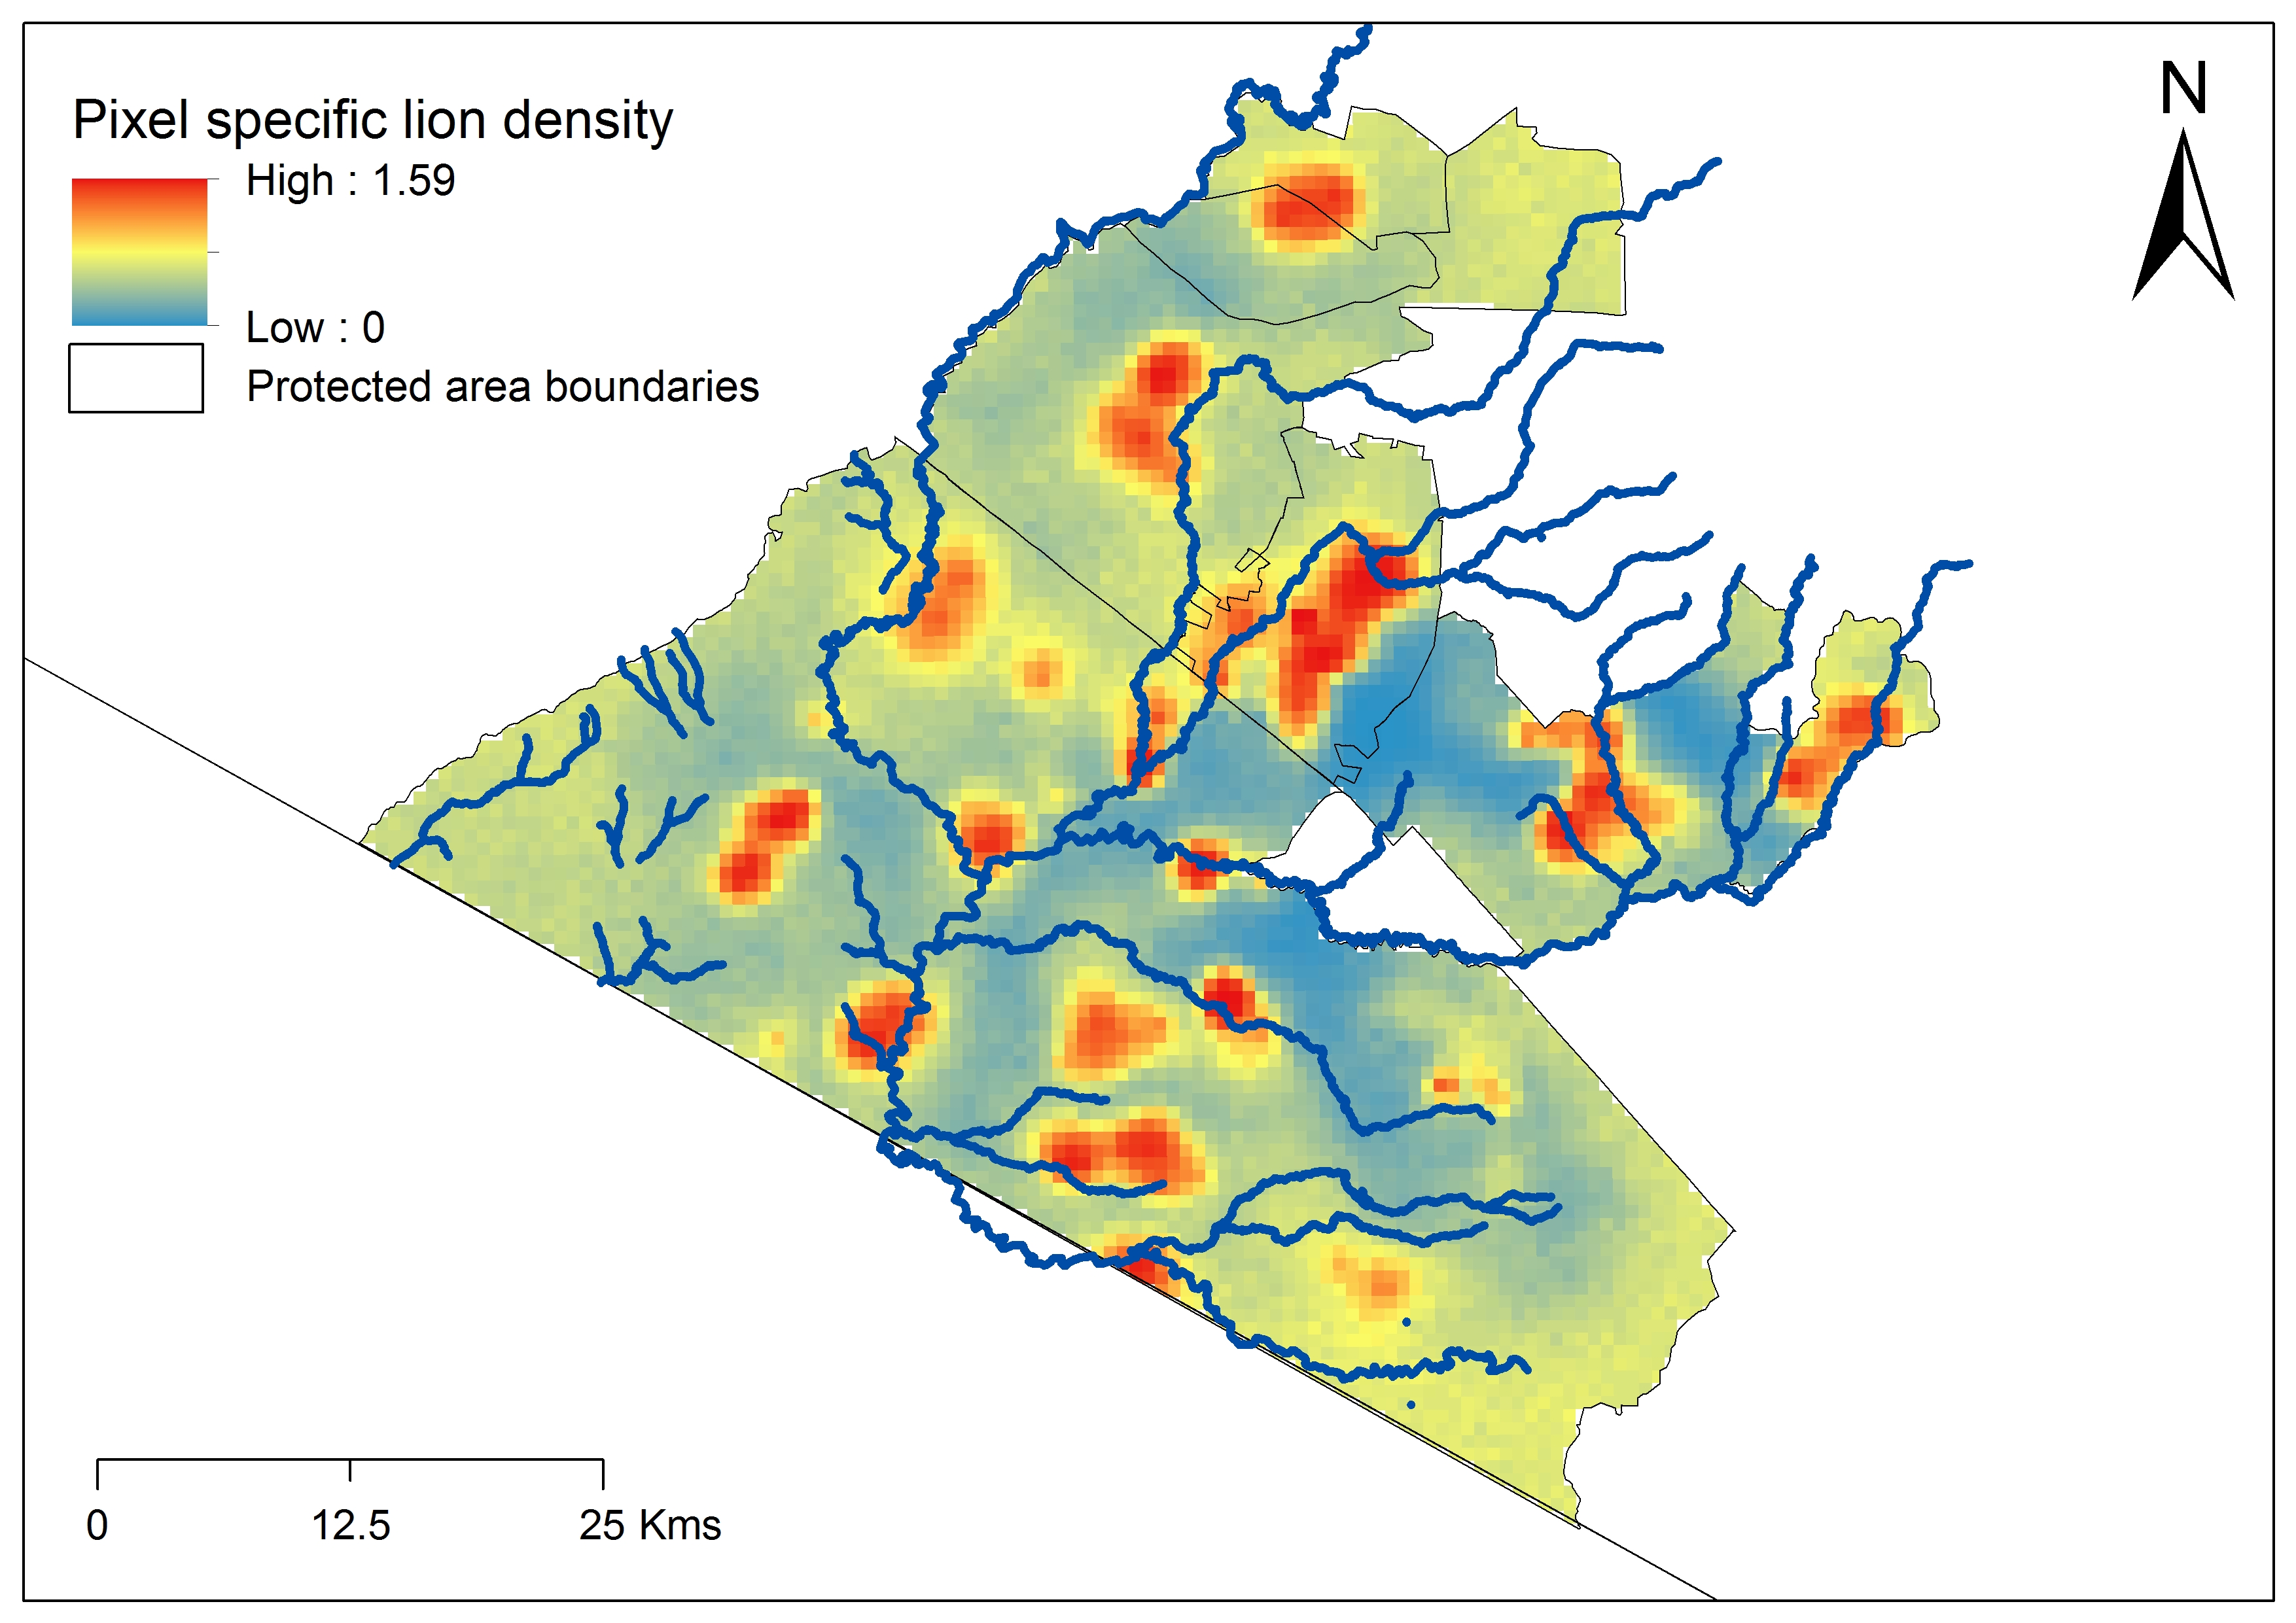 Pixel specific lion density
High : 1.59
Low : 0
Protected area boundaries
N
0 12.5 25 Kms